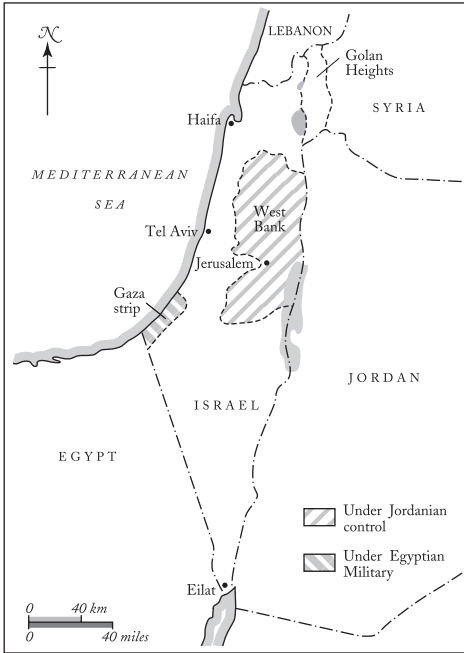 N
LEBANON
Golan
Heights
SYRIA
Haifa
MEDITERRANEAN
SEA
West
Bank
Tel Aviv
Jerusalem
Gaza
strip
JORDAN
ISRAEL
EGYPT
Under Jordanian
control
Under Egyptian
Military
Eilat
0 40 km
0 40 miles